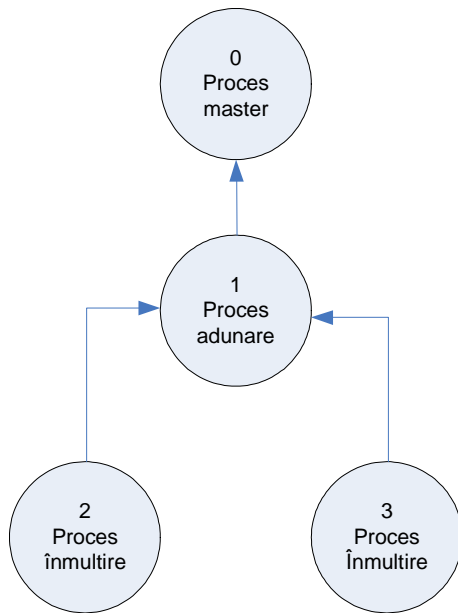 0
Proces
master
1
Proces
adunare
2
Proces
înmultire
3
Proces
Înmultire